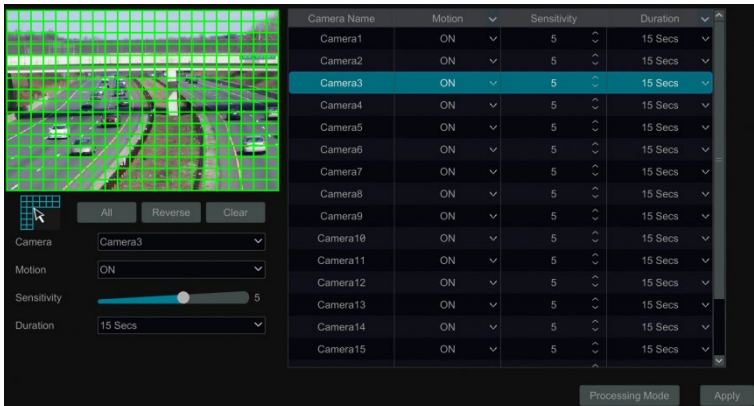 Camera Name Motion Sensitivity Duration
Camera1 ON 5 15 Secs
Camera2 ON 5 15 Secs
Camera3 ON 5 15 Secs
Camera4 ON 5 15 Secs
Camera5 ON 5 15 Secs
Camera6 ON 5 15 Secs
Camera7 ON 5 15 Secs
Camera8 ON 5 15 Secs
Camera9 ON 5 15 Secs
Camera10 ON 5 15 Secs
Camera11 ON 5 15 Secs
Camera12 ON 5 15 Secs
Camera13 ON 5 15 Secs
Camera14 ON 5 15 Secs
Camera15 ON 5 15 Secs
All Reverse Clear
Camera Camera3
Motion ON
Sensitivity 5
Duration 15 Secs
Processing Mode Apply